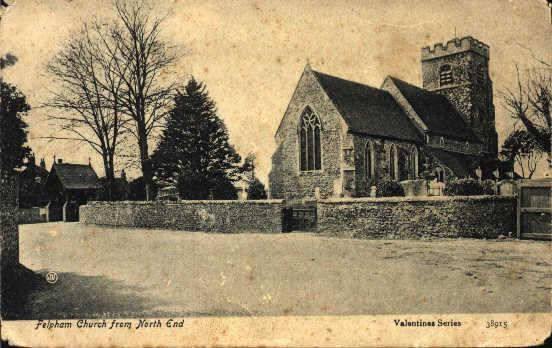 Felpham Church from North End
Valentines Series 38915